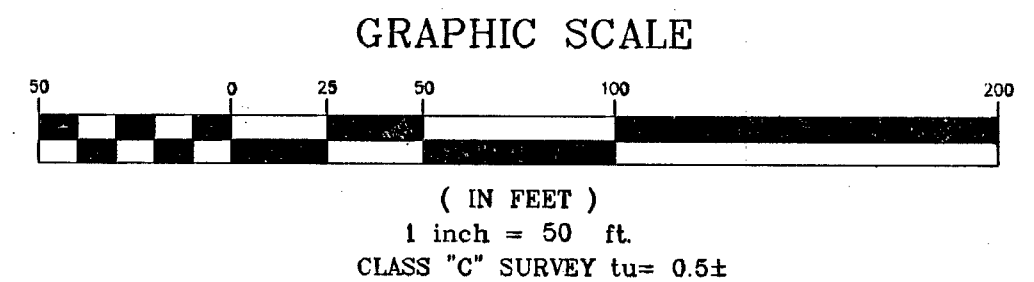 GRAPHIC SCALE
50 0 25 50 100 200
( IN FEET )
1 inch = 50 ft.
CLASS "C" SURVEY tu= 0.5±